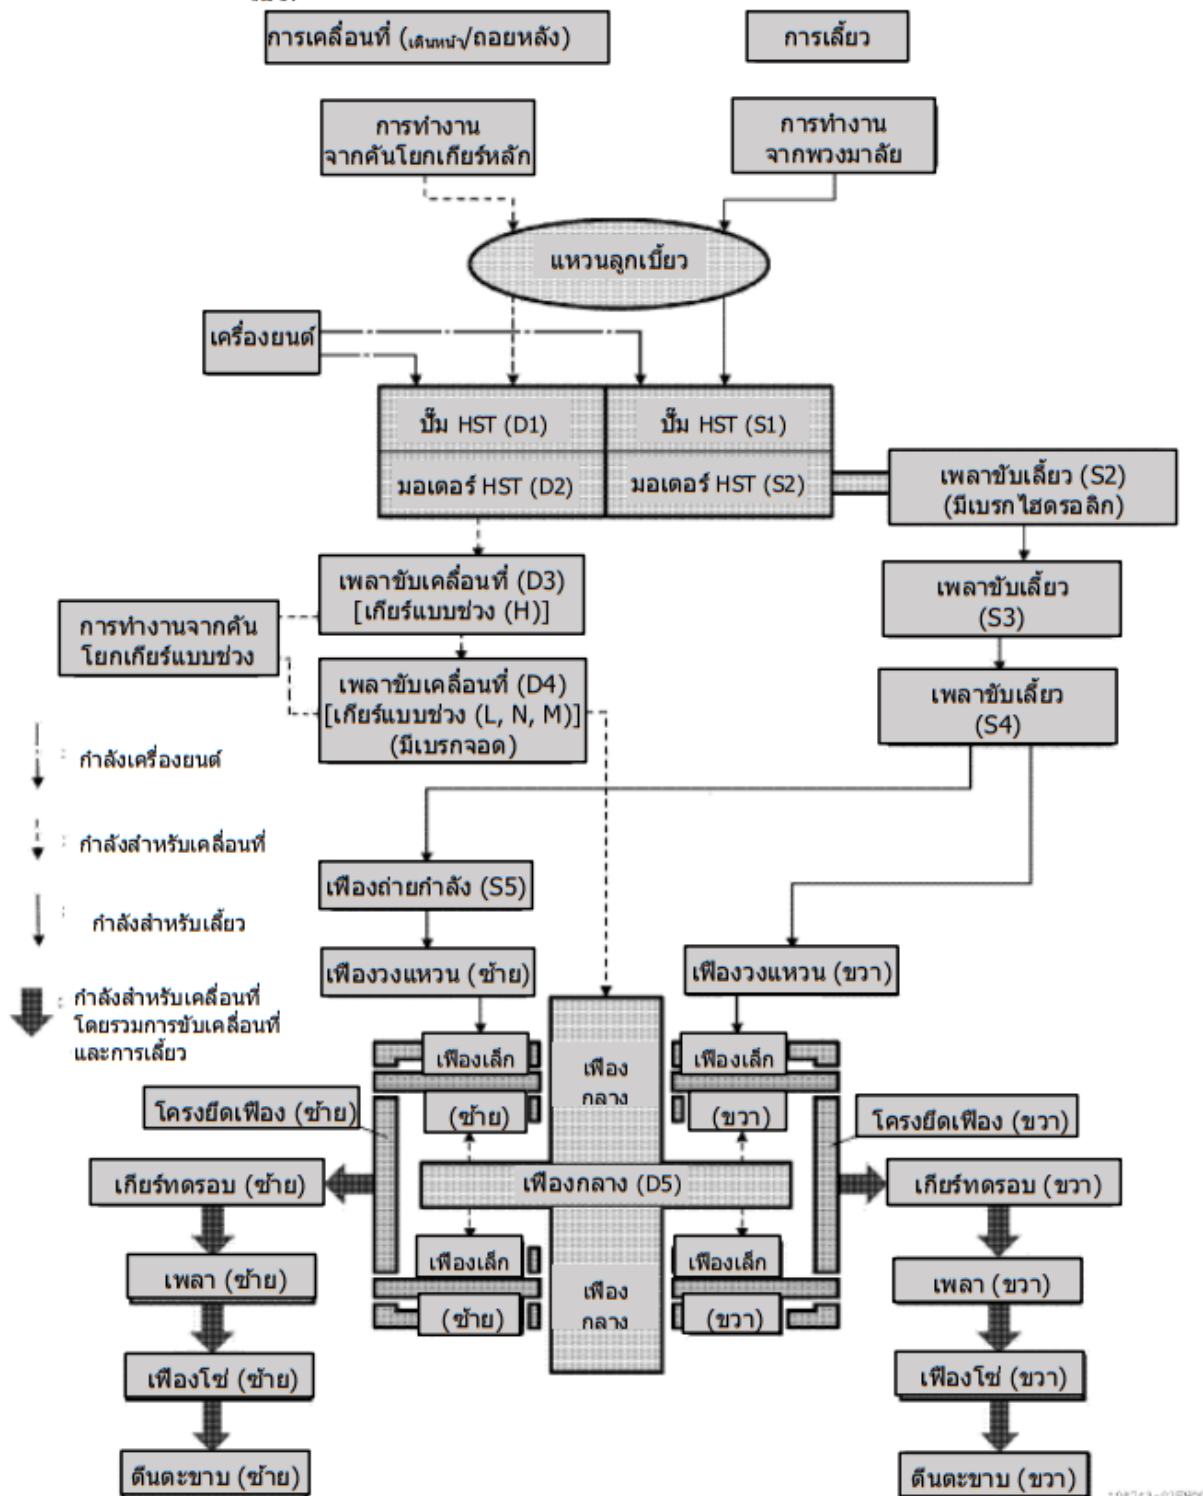 การเคลื่อนที่ (เดินหน้า/ถอยหลัง)
การเลี้ยว
การทำงาน
จากคันโยกเกียร์หลัก
การทำงาน
จากพวงมาลัย
แหวนลูกเบี้ยว
เครื่องยนต์
ปั๊ม HST (D1)
ปั๊ม HST (S1)
มอเตอร์ HST (D2)
มอเตอร์ HST (S2)
เพลาขับเลี้ยว (S2)
(มีเบรกไฮดรอลิก)
เพลาขับเคลื่อนที่ (D3)
[เกียร์แบบช่วง (H)]
เพลาขับเลี้ยว
(S3)
การทำงานจากคัน
โยกเกียร์แบบช่วง
เพลาขับเคลื่อนที่ (D4)
[เกียร์แบบช่วง (L, N, M)]
(มีเบรกจอด)
เพลาขับเลี้ยว
(S4)
: กำลังเครื่องยนต์
: กำลังสำหรับเคลื่อนที่
: กำลังสำหรับเลี้ยว
: กำลังสำหรับเคลื่อนที่
โดยรวมการขับเคลื่อนที่
และการเลี้ยว
เฟืองถ่ายกำลัง (S5)
เฟืองวงแหวน (ซ้าย)
เฟืองวงแหวน (ขวา)
เฟืองเล็ก
(ซ้าย)
เฟือง
กลาง
เฟืองเล็ก
(ขวา)
โครงยึดเฟือง (ซ้าย)
โครงยึดเฟือง (ขวา)
เกียร์ทดรอบ (ซ้าย)
เฟืองกลาง (D5)
เกียร์ทดรอบ (ขวา)
เฟืองเล็ก
(ซ้าย)
เฟือง
กลาง
เฟืองเล็ก
(ขวา)
เพลา (ซ้าย)
เพลา (ขวา)
เฟืองโซ่ (ซ้าย)
เฟืองโซ่ (ขวา)
ตีนตะขาบ (ซ้าย)
ตีนตะขาบ (ขวา)